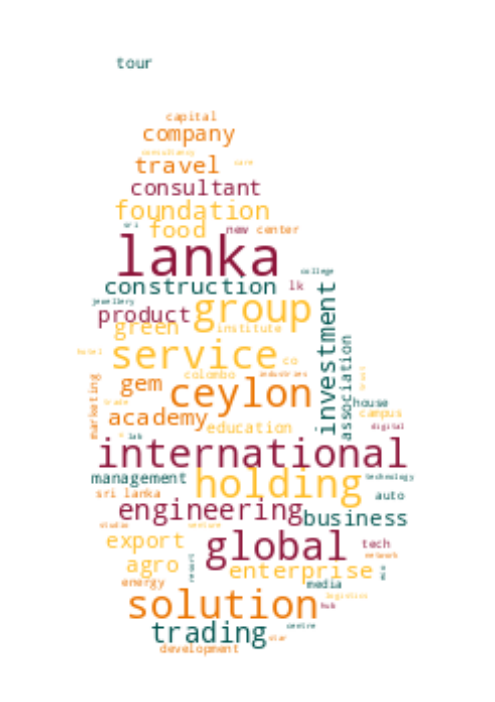 tour
capital
company
consultancy
travel care
consultant
foundation
sri food new center
lanka
college
construction lk
jewellery
product group
green institute
investment
association
hotel service co
colombo industries trust
gem ceylon
marketing trade house
academy campus
education digital
lab
international
management holding technology
sri lanka auto
engineering business
studio venture
export global tech
network
agro resort enterprise
energy media
solution logistics
hub
trading centre
star
development